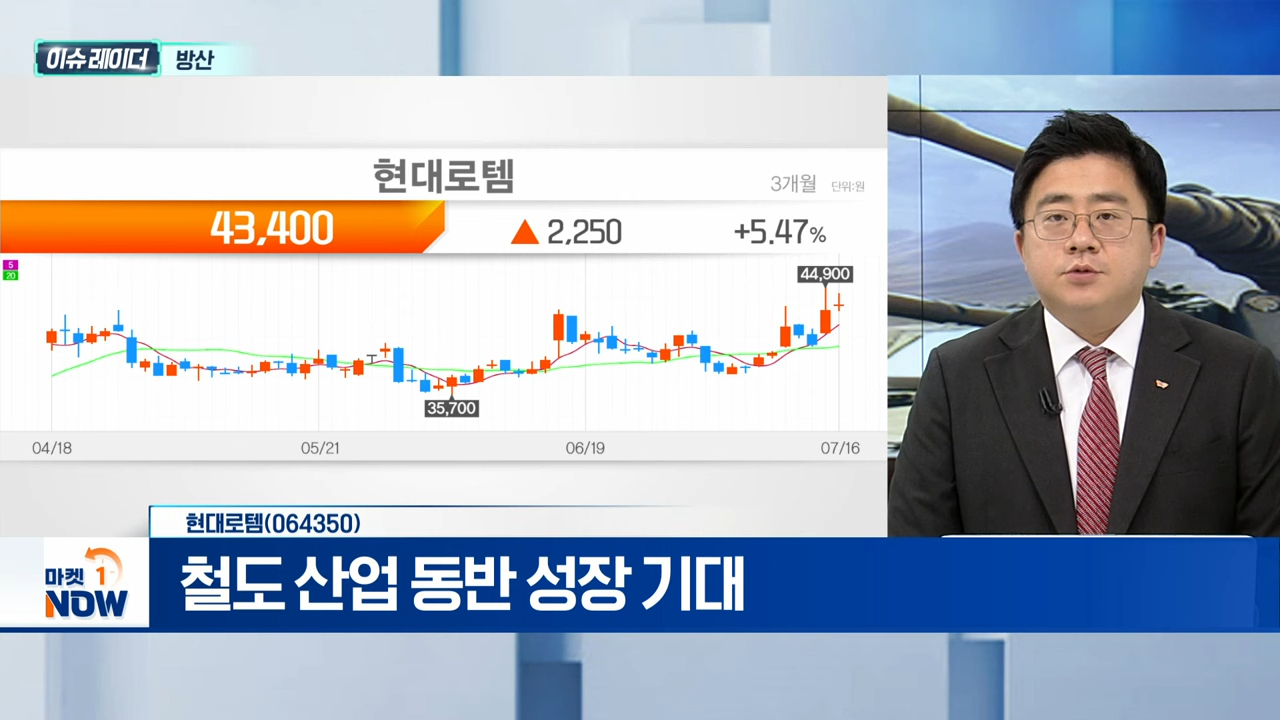 이슈 레이더 방산
현대로템
3개월 단위:원
43,400 ▲ 2,250 +5.47%
5
20
44,900
35,700
04/18 05/21 06/19 07/16
현대로템(064350)
마켓 1
NOW
철도 산업 동반 성장 기대